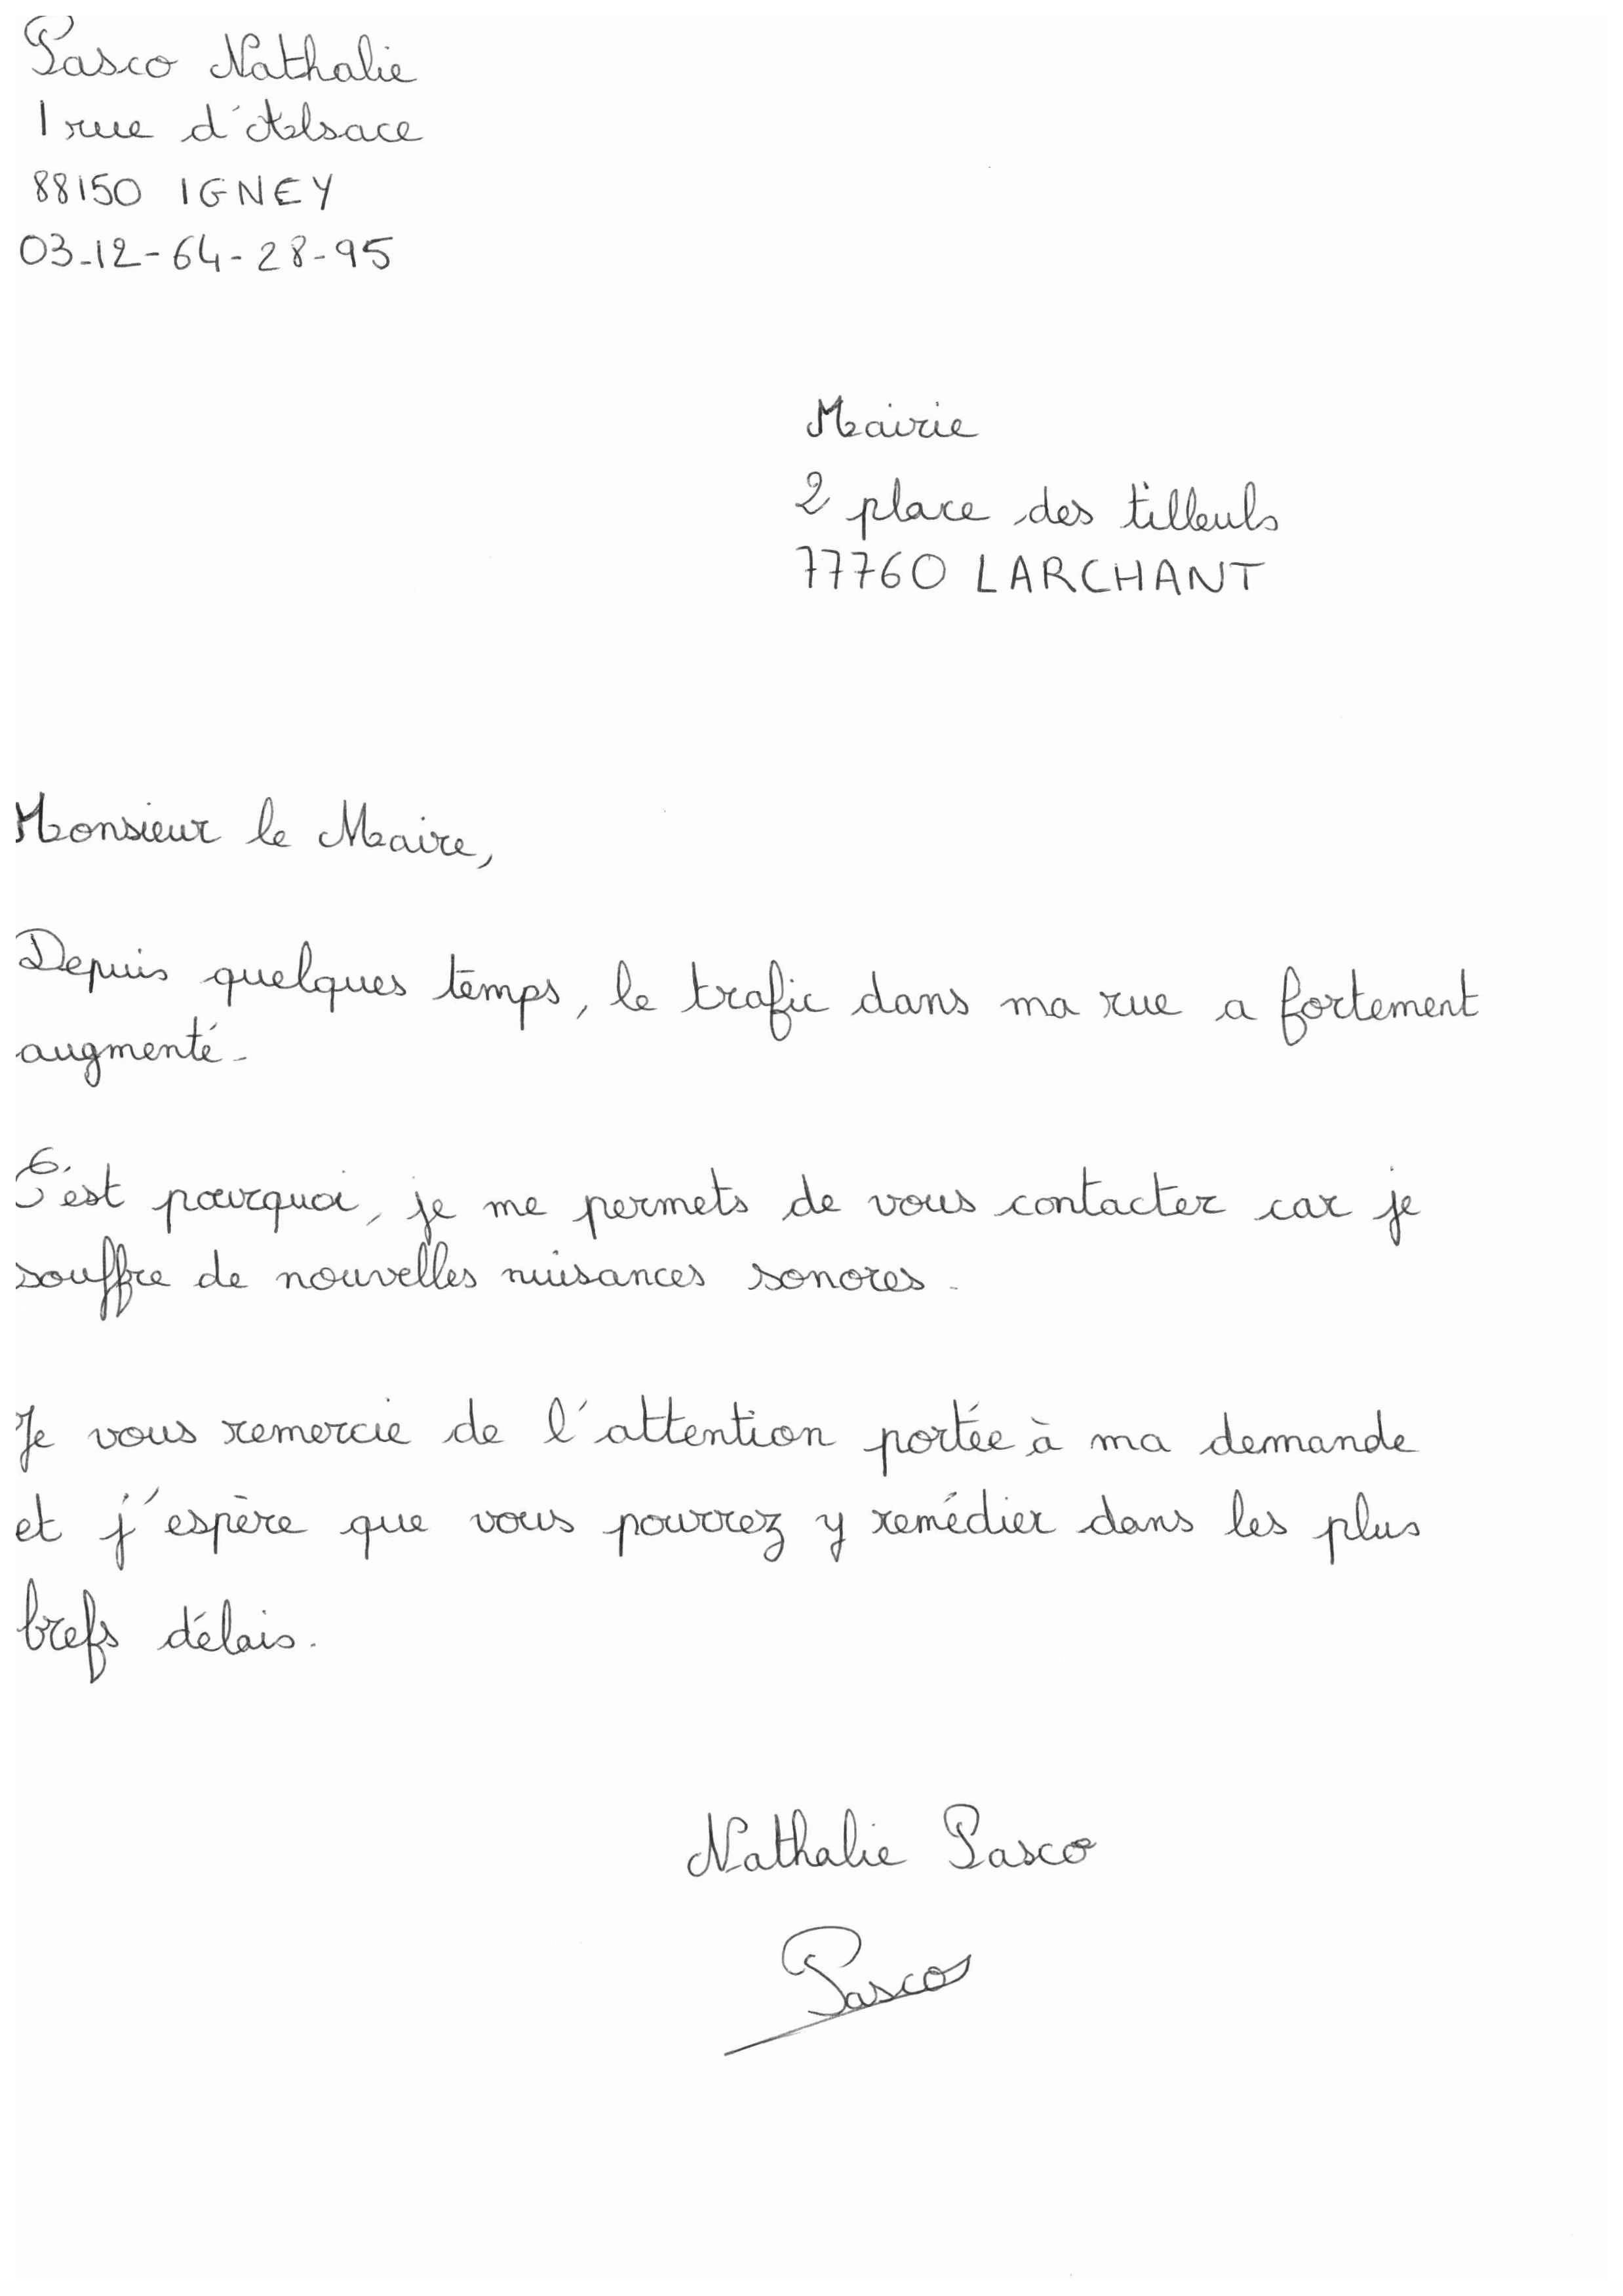 Pasco Nathalie
1 rue d'Alsace
88150 IGNEY
03-12-64-28-95
Mairie
2 place des tilleuls
77760 LARCHANT
Monsieur le Maire,
Depuis quelques temps, le trafic dans ma rue a fortement
augmenté.
C'est pourquoi, je me permets de vous contacter car je
souffre de nouvelles nuisances sonores.
Je vous remercie de l'attention portée à ma demande
et j'espère que vous pourrez y remédier dans les plus
brefs délais.
Nathalie Pasco
Pasco